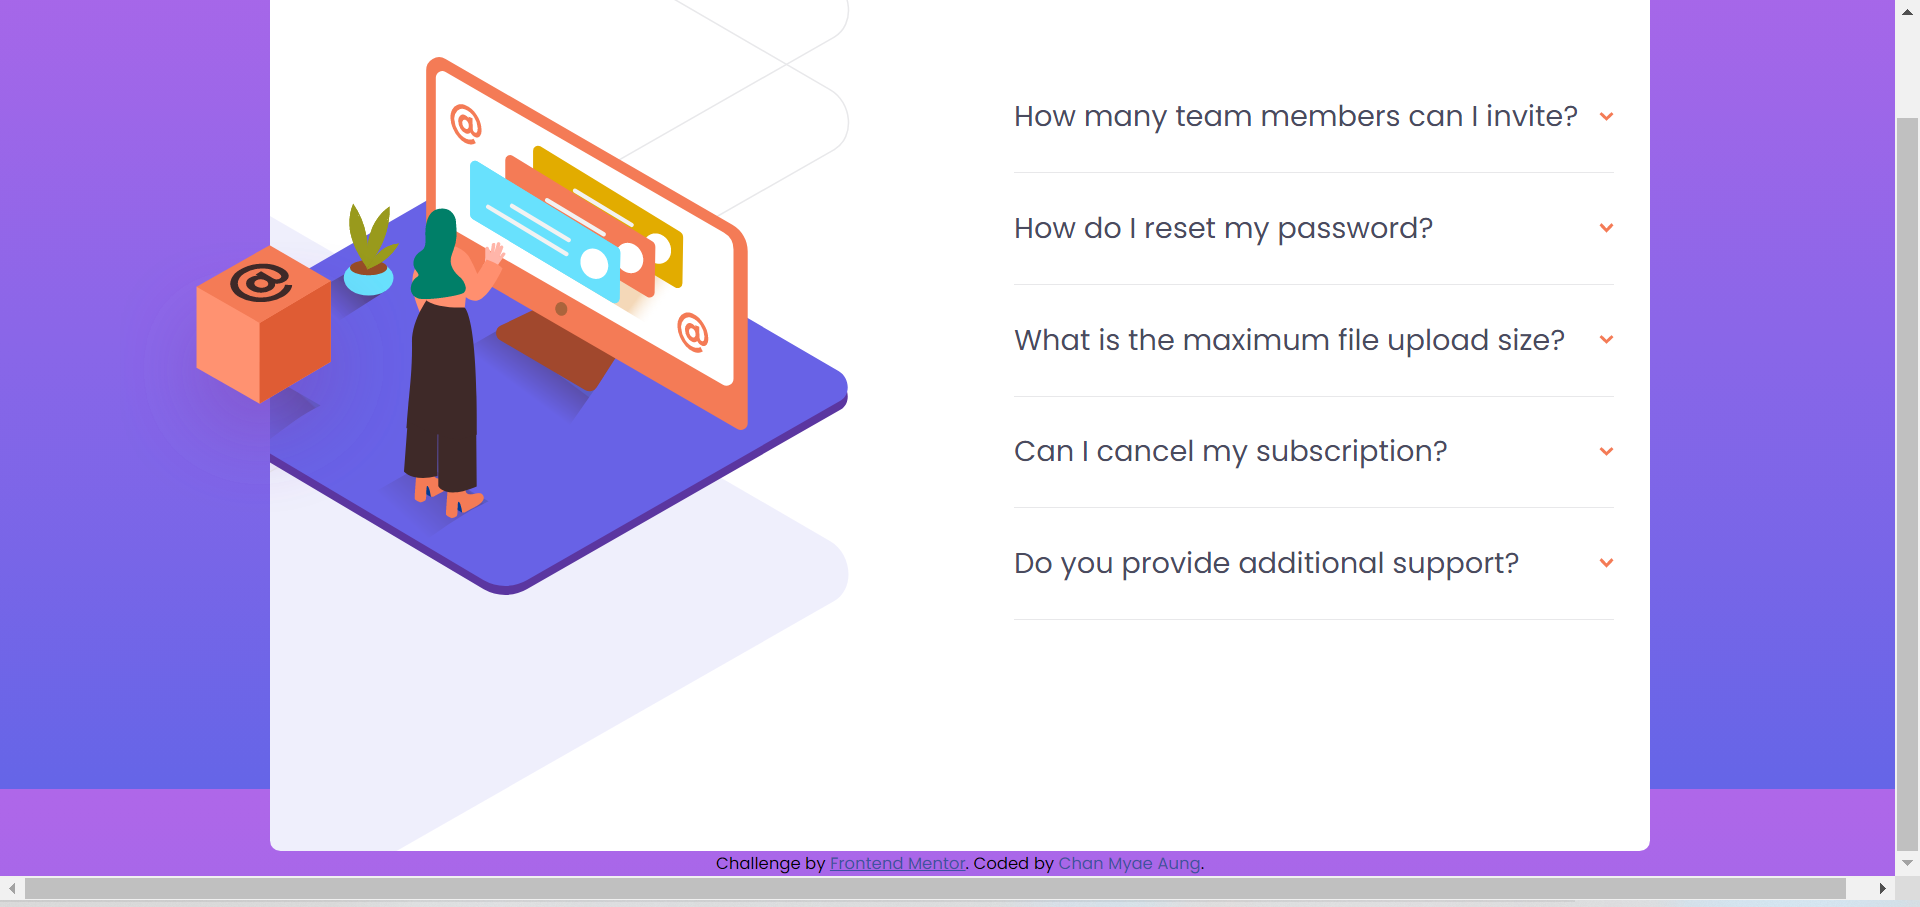 How many team members can I invite?
How do I reset my password?
What is the maximum file upload size?
Can I cancel my subscription?
Do you provide additional support?
@
@
@
Challenge by Frontend Mentor. Coded by Chan Myae Aung.